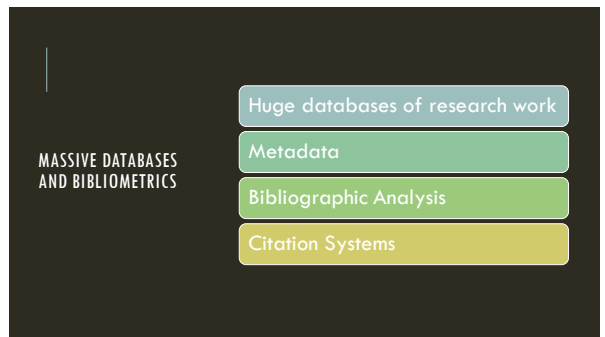 MASSIVE DATABASES
AND BIBLIOMETRICS
Huge databases of research work
Metadata
Bibliographic Analysis
Citation Systems